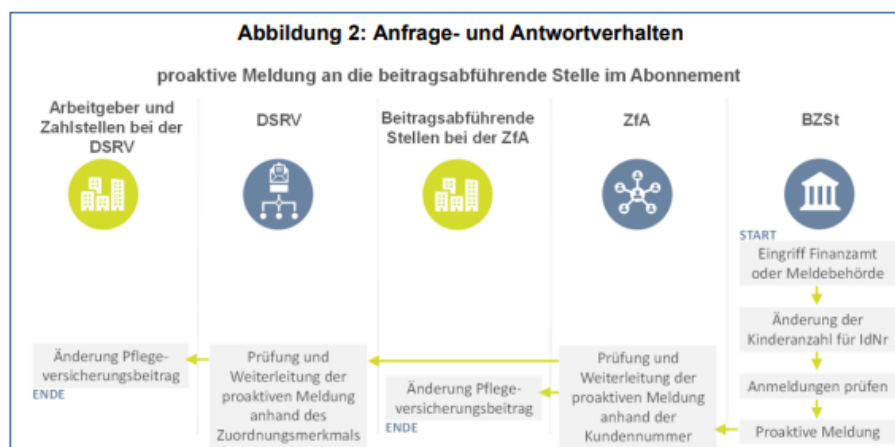 Abbildung 2: Anfrage- und Antwortverhalten
proaktive Meldung an die beitragsabführende Stelle im Abonnement
Arbeitgeber und
Zahlstellen bei der
DSRV
DSRV
Beitragsabführende
Stellen bei der ZfA
ZfA
BZSt
START
Eingriff Finanzamt
oder Meldebehörde
Änderung der
Kinderanzahl für IdNr
Anmeldungen prüfen
Proaktive Meldung
Prüfung und
Weiterleitung der
proaktiven Meldung
anhand der
Kundennummer
Änderung Pflege-
versicherungsbeitrag
ENDE
Prüfung und
Weiterleitung der
proaktiven Meldung
anhand des
Zuordnungsmerkmals
Änderung Pflege-
versicherungsbeitrag
ENDE